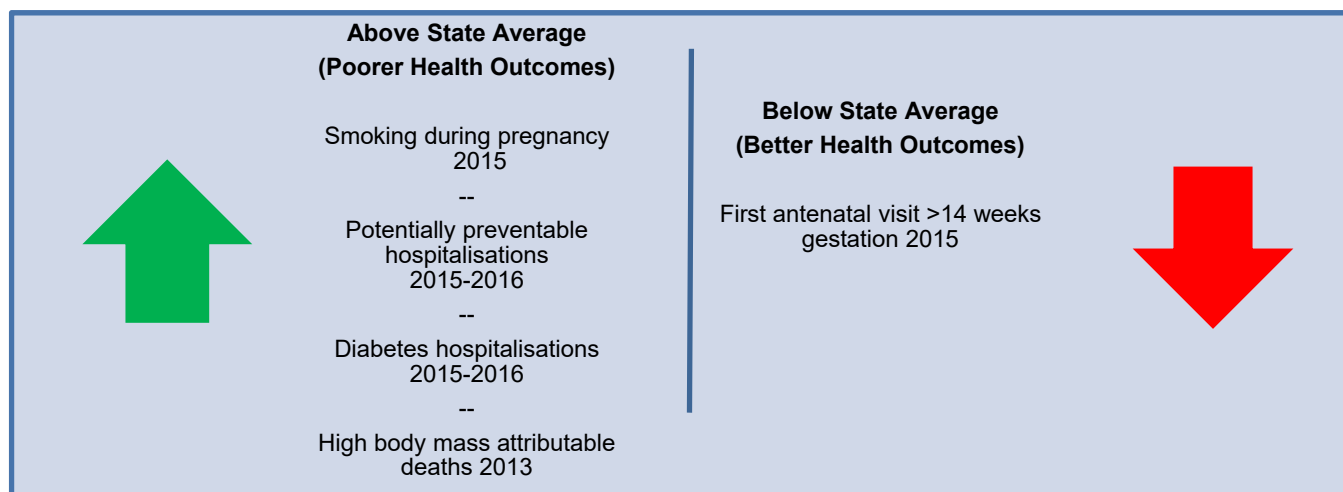 Above State Average
(Poorer Health Outcomes)
Smoking during pregnancy
2015
--
Potentially preventable
hospitalisations
2015-2016
--
Diabetes hospitalisations
2015-2016
--
High body mass attributable
deaths 2013
Below State Average
(Better Health Outcomes)
First antenatal visit >14 weeks
gestation 2015